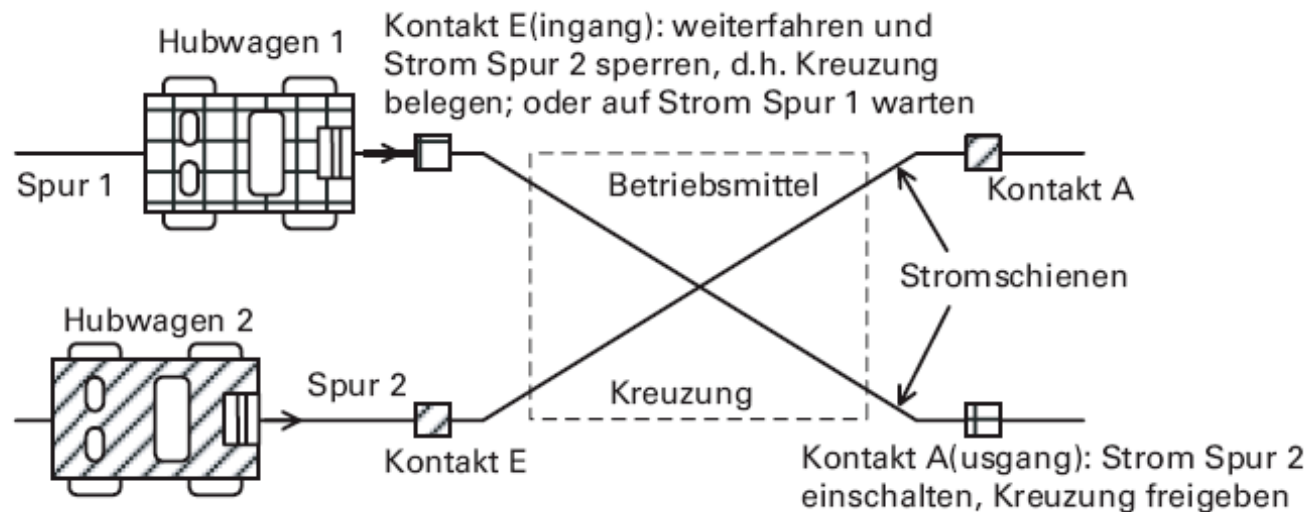 Hubwagen 1
Kontakt E(ingang): weiterfahren und
Strom Spur 2 sperren, d.h. Kreuzung
belegen; oder auf Strom Spur 1 warten
Spur 1
Betriebsmittel
Kontakt A
Stromschienen
Hubwagen 2
Spur 2
Kreuzung
Kontakt E
Kontakt A(usgang): Strom Spur 2
einschalten, Kreuzung freigeben